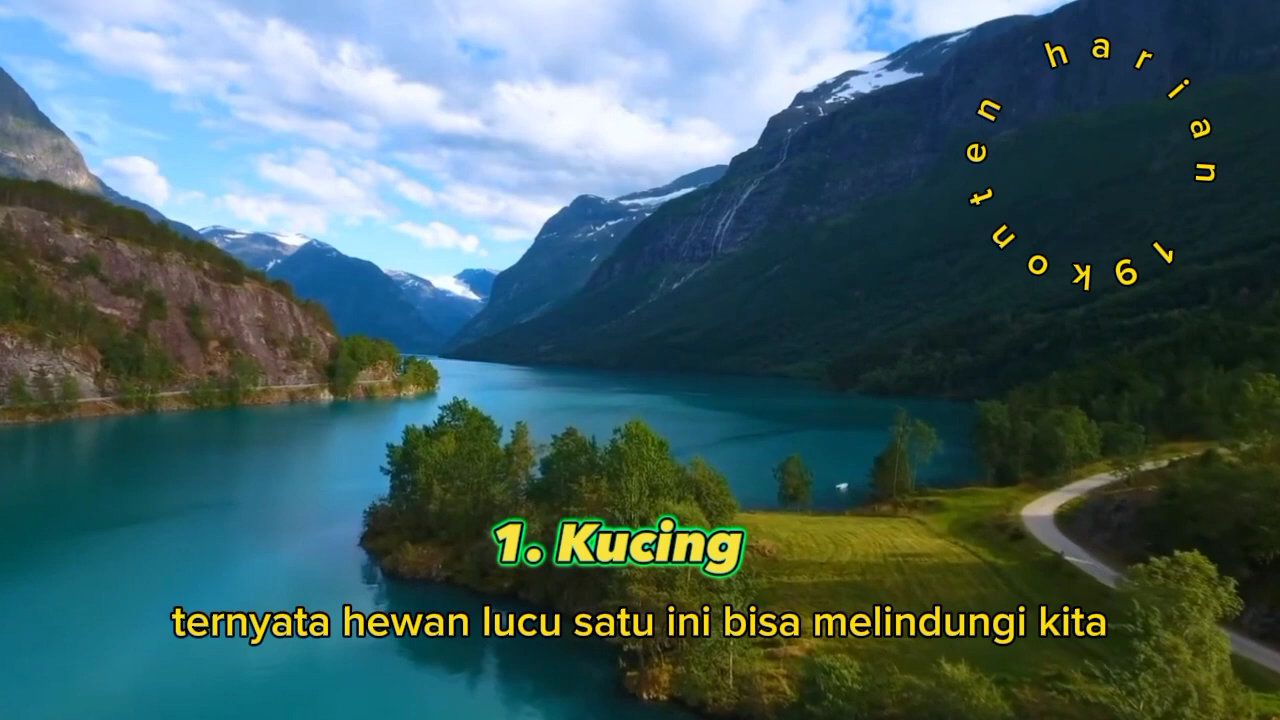 konten harian 19
1. Kucing
ternyata hewan lucu satu ini bisa melindungi kita